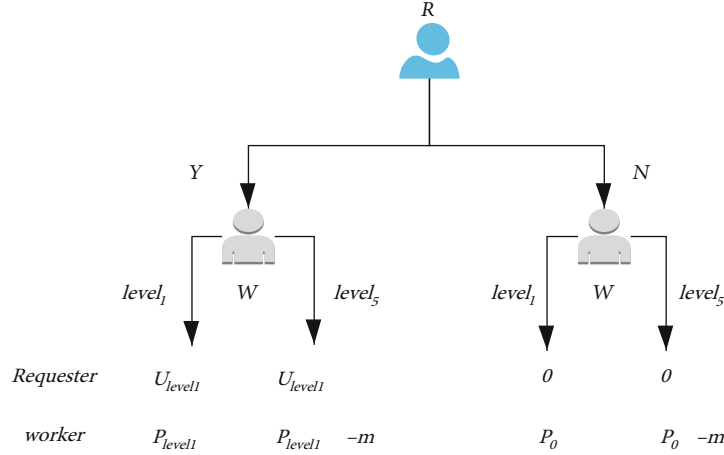 R
Y N
level1 W level5 level1 W level5
Requester Ulevel1 Ulevel1 0 0
worker Plevel1 Plevel1 –m P0 P0 –m